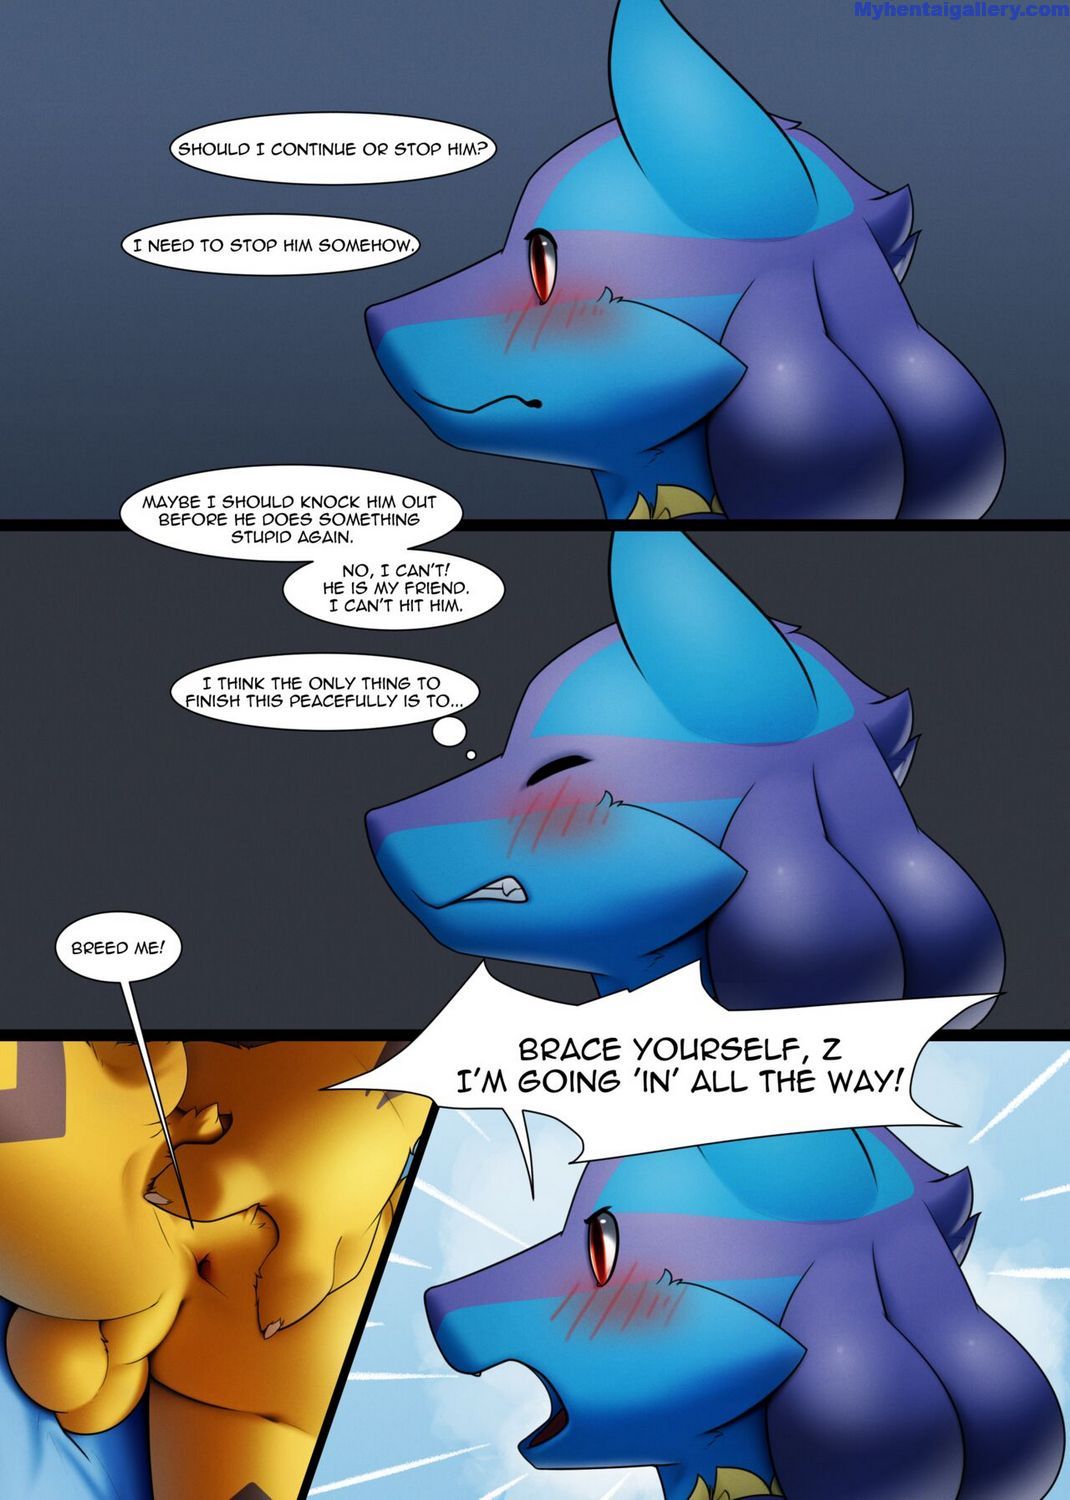 Myhentaigallery.com
SHOULD I CONTINUE OR STOP HIM?
I NEED TO STOP HIM SOMEHOW.
MAYBE I SHOULD KNOCK HIM OUT
BEFORE HE DOES SOMETHING
STUPID AGAIN.
NO, I CAN'T!
HE IS MY FRIEND.
I CAN'T HIT HIM.
I THINK THE ONLY THING TO
FINISH THIS PEACEFULLY IS TO...
BREED ME!
BRACE YOURSELF, Z
I'M GOING 'IN' ALL THE WAY!